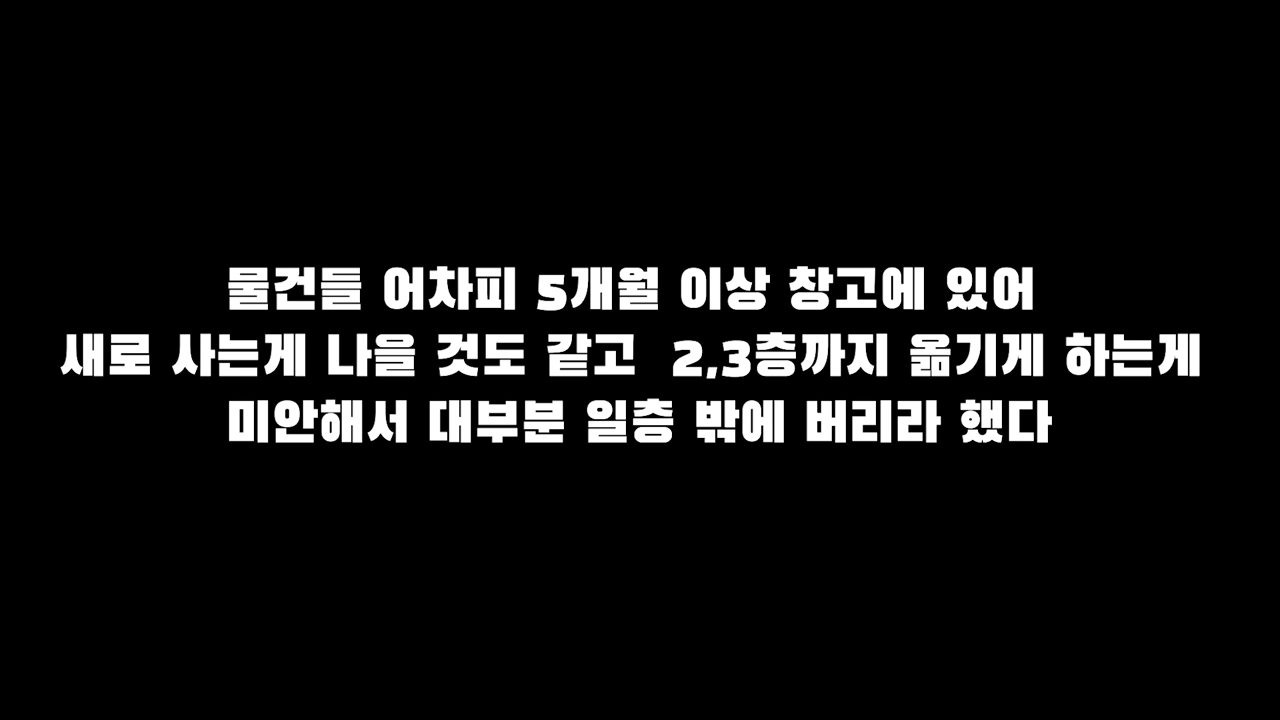 물건들 어차피 5개월 이상 창고에 있어
새로 사는게 나을 것도 같고  2,3층까지 옮기게 하는게
미안해서 대부분 일층 밖에 버리라 했다